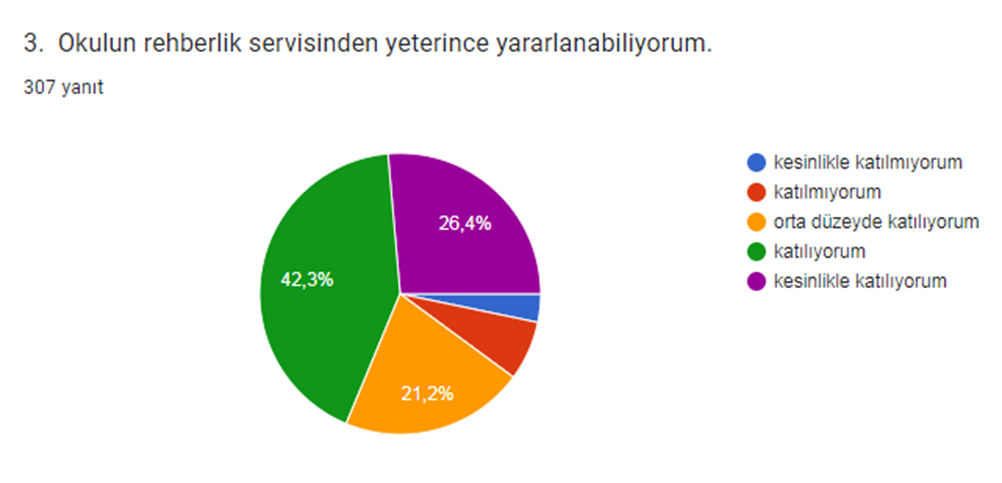 3. Okulun rehberlik servisinden yeterince yararlanabiliyorum.
307 yanıt
kesinlikle katılmıyorum
katılmıyorum
orta düzeyde katılıyorum
katılıyorum
kesinlikle katılıyorum
26,4%
42,3%
21,2%